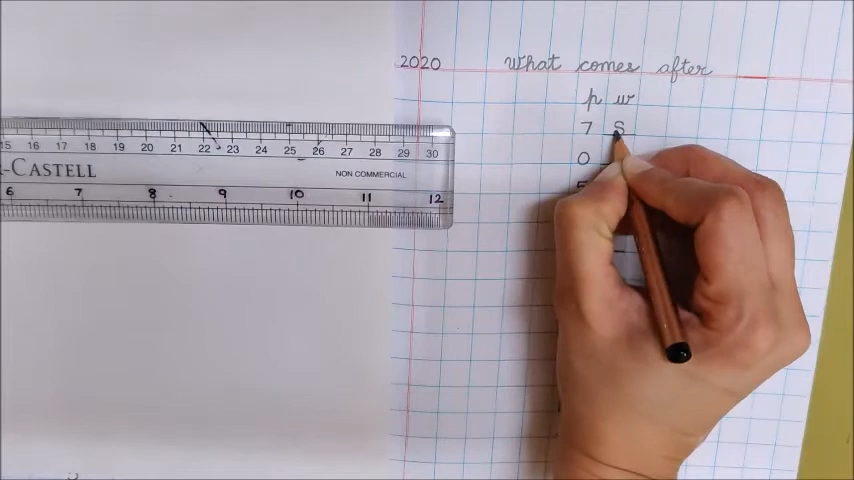 2020 what comes after
p w
7 S
0
5
15 16 17 18 19 20 21 22 23 24 25 26 27 28 29 30
-CASTELL NON COMMERCIAL
6 7 8 9 10 11 12